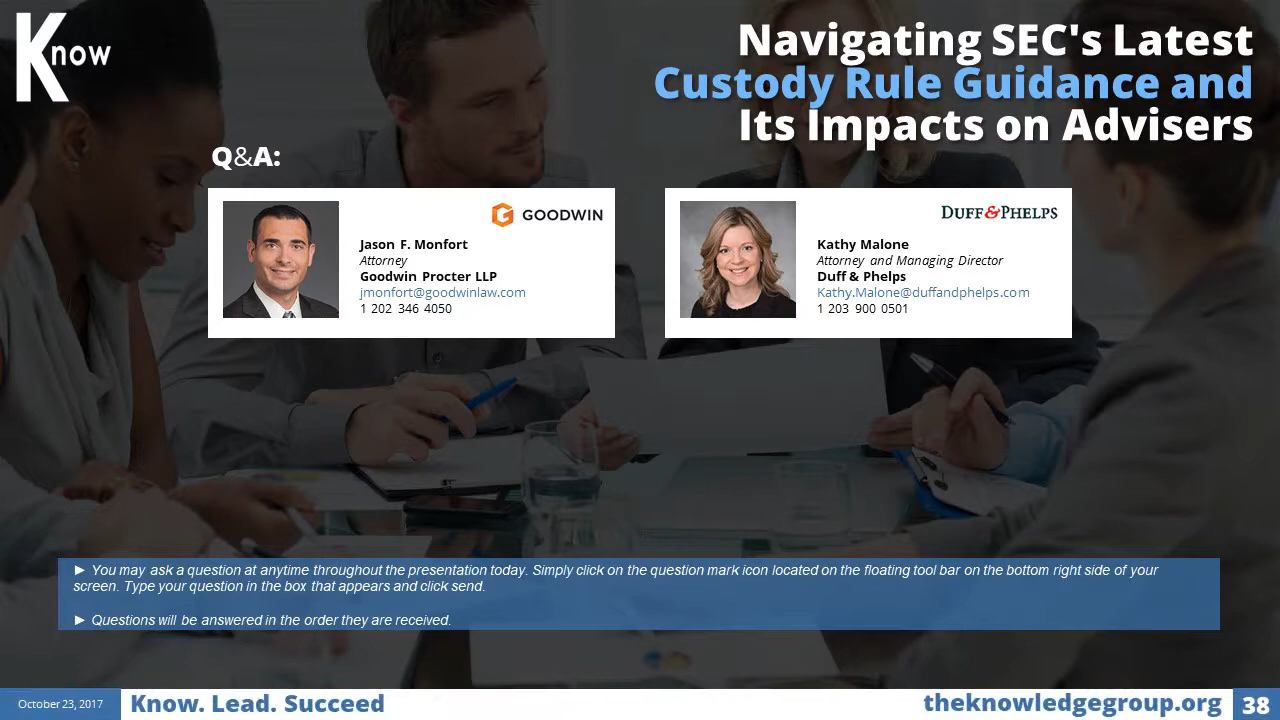 Know
Navigating SEC's Latest
Custody Rule Guidance and
Its Impacts on Advisers
Q&A:
GOODWIN
Jason F. Monfort
Attorney
Goodwin Procter LLP
jmonfort@goodwinlaw.com
1 202 346 4050
DUFF&PHELPS
Kathy Malone
Attorney and Managing Director
Duff & Phelps
Kathy.Malone@duffandphelps.com
1 203 900 0501
► You may ask a question at anytime throughout the presentation today. Simply click on the question mark icon located on the floating tool bar on the bottom right side of your
screen. Type your question in the box that appears and click send.
► Questions will be answered in the order they are received.
October 23, 2017
Know. Lead. Succeed
theknowledgegroup.org
38